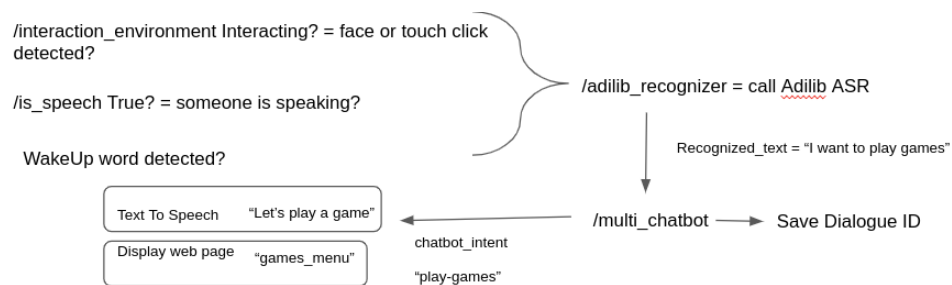 /interaction_environment Interacting? = face or touch click
detected?
/is_speech True? = someone is speaking?
WakeUp word detected?
/adilib_recognizer = call Adilib ASR
Recognized_text = “I want to play games”
/multi_chatbot
Save Dialogue ID
chatbot_intent
“play-games”
Text To Speech “Let’s play a game”
Display web page “games_menu”